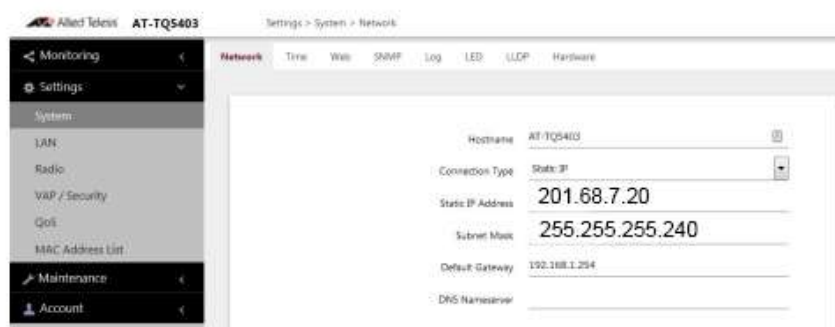 Allied Telesis AT-TQ5403 Settings > System > Network
Monitoring
Network Time Web SNMP Log LED LLDP Hardware
Settings
System
LAN
Radio
VAP / Security
QoS
MAC Address List
Maintenance
Account
Hostname AT-TQ5403
Connection Type Static IP
Static IP Address 201.68.7.20
Subnet Mask 255.255.255.240
Default Gateway 192.168.1.254
DNS Nameserver